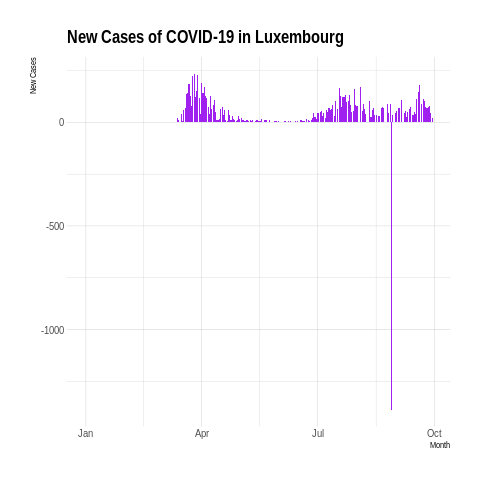 New Cases of COVID-19 in Luxembourg
New Cases
0
-500
-1000
Jan
Apr
Jul
Oct
Month